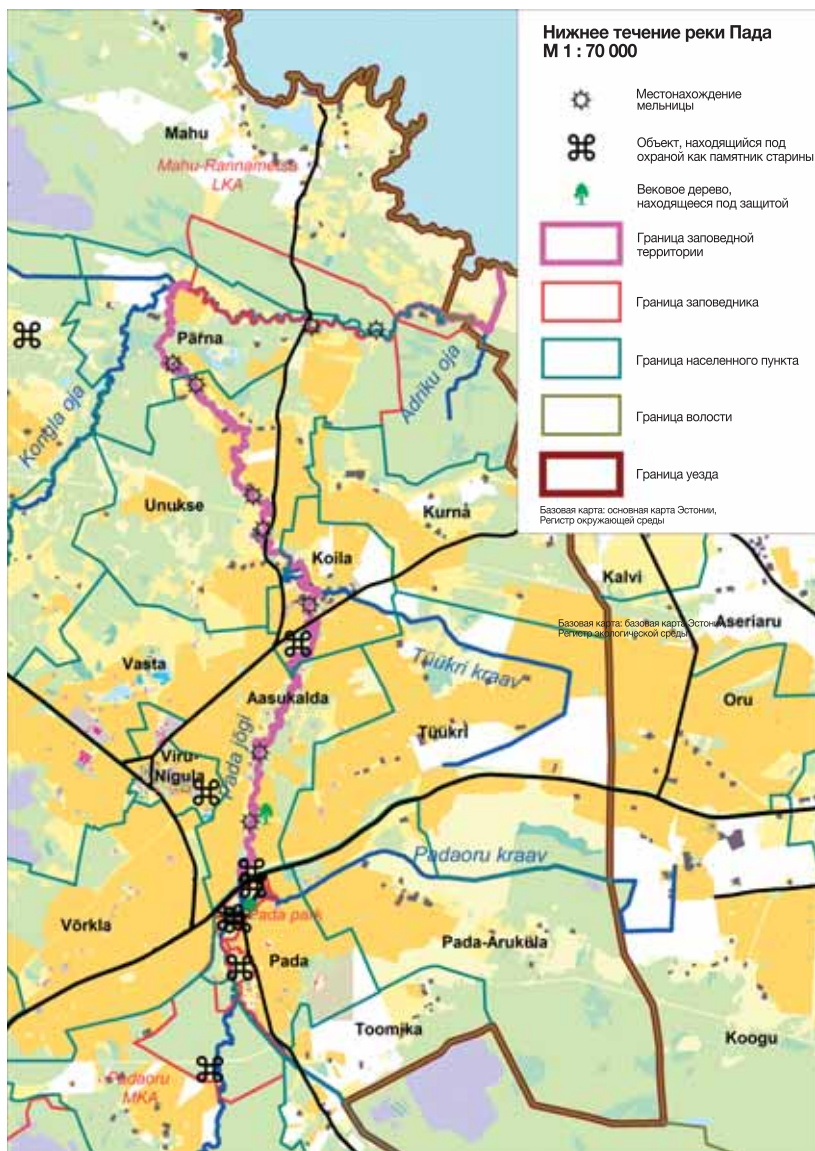 Нижнее течение реки Пада
М 1 : 70 000
Местонахождение
мельницы
Объект, находящийся под
охраной как памятник старины
Вековое дерево,
находящееся под защитой
Граница заповедной
территории
Граница заповедника
Граница населенного пункта
Граница волости
Граница уезда
Базовая карта: основная карта Эстонии,
Регистр окружающей среды
Mahu
Mahu-Rannametsa
LKA
Pärna
Kongla oja
Adriku oja
Unukse
Kurna
Koila
Kalvi
Базовая карта: базовая карта Эстонии,
Регистр экологической среды
Aseriaru
Vasta
Tüükri kraav
Aasukalda
Oru
Tüükri
Viru-
Nigula
Pada jõgi
Padaoru kraav
Pada park
Võrkla
Pada
Pada-Aruküla
Toomika
Koogu
Padaoru
MKA